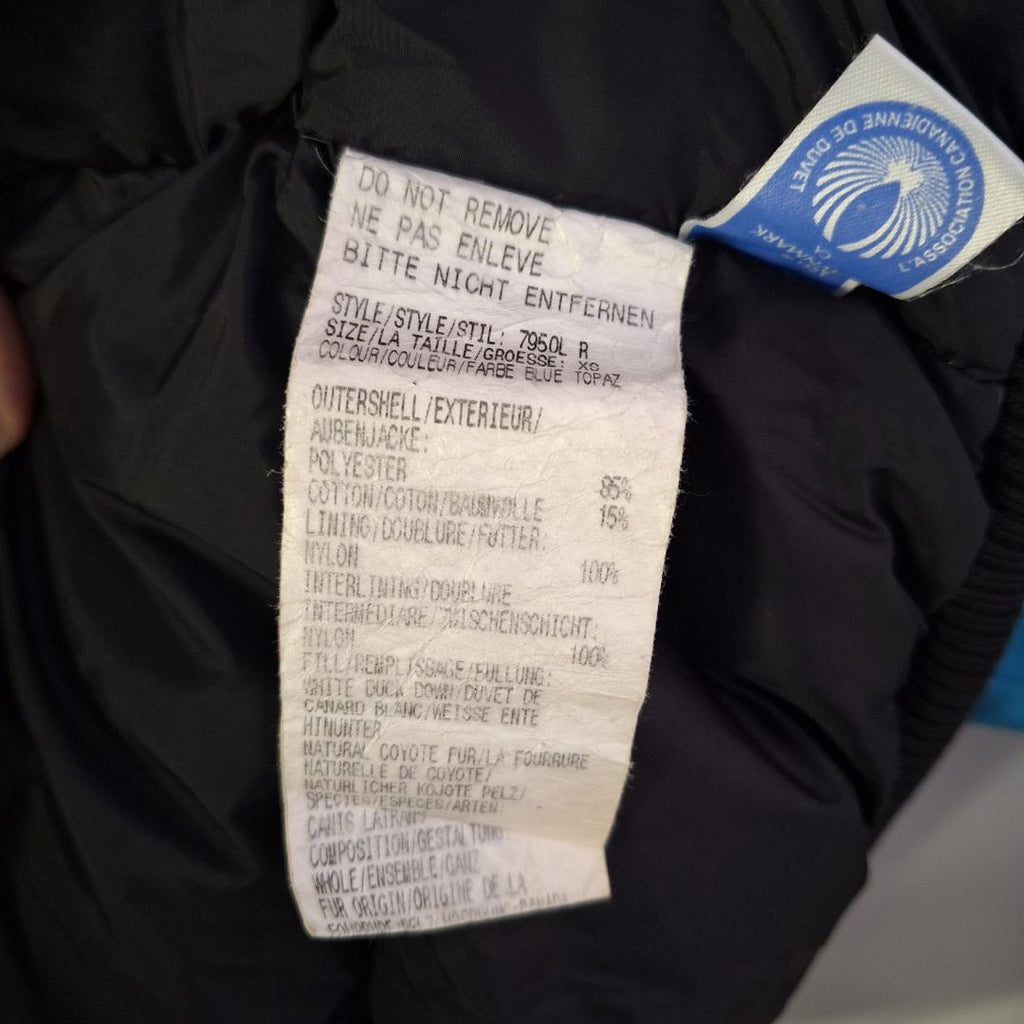 DO NOT REMOVE
NE PAS ENLEVE
BITTE NICHT ENTFERNEN
STYLE/STYLE/STIL: 7950L R
SIZE/LA TAILLE/GROESSE: XS
COLOUR/COULEUR/FARBE BLUE TOPAZ
OUTERSHELL/EXTERIEUR/
AUBENJACKE:
POLYESTER 85%
COTTON/COTON/BAUMWOLLE 15%
LINING/DOUBLURE/FUTTER:
NYLON 100%
INTERLINING/DOUBLURE
INTERMEDIARE/ZWISCHENSCHICHT:
NYLON 100%
FILL/REMPLISSAGE/FULLUNG:
WHITE DUCK DOWN/DUVET DE
CANARD BLANC/WEISSE ENTE
HINUNTER
NATURAL COYOTE FUR/LA FOURRURE
NATURELLE DE COYOTE/
NATURLICHER KOJOTE PELZ/
SPECIES/ESPECES/ARTEN:
CANIS LATRANS
COMPOSITION/GESTALTUNG
WHOLE/ENSEMBLE/GANZ
FUR ORIGIN/ORIGINE DE LA
L'ASSOCIATION CANADIENNE DE DUVET